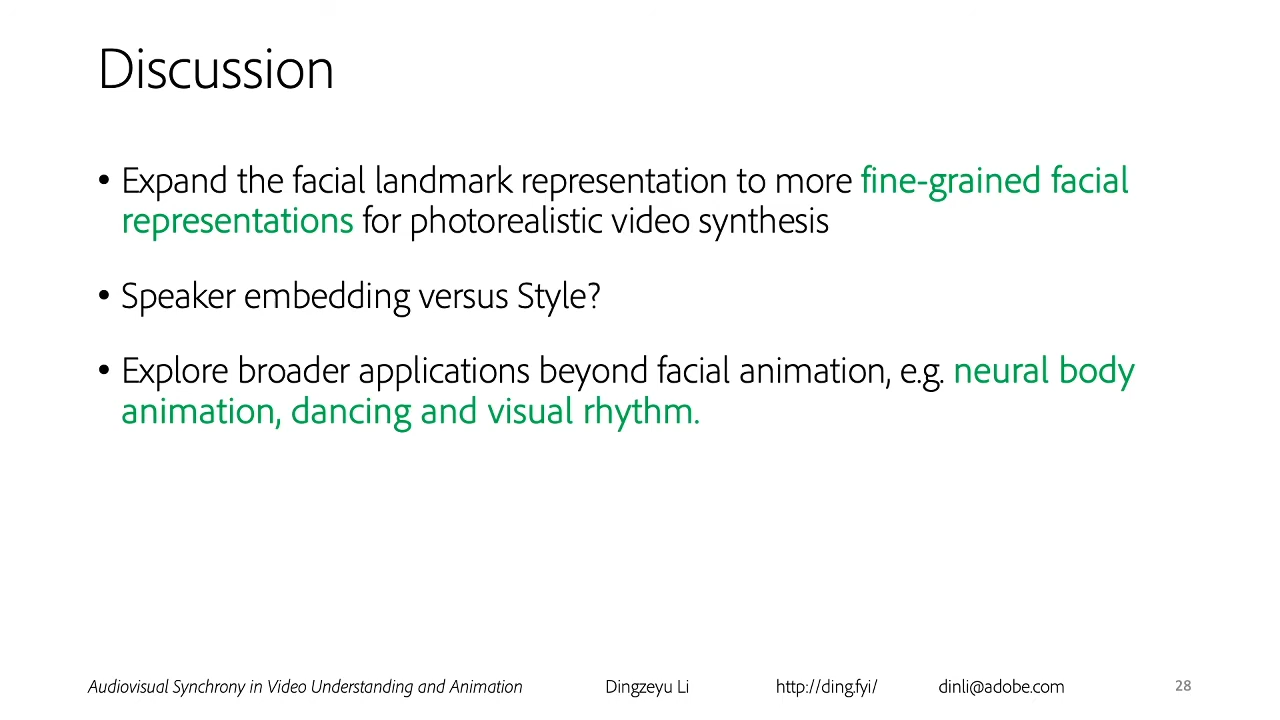 Discussion
• Expand the facial landmark representation to more fine-grained facial
representations for photorealistic video synthesis
• Speaker embedding versus Style?
• Explore broader applications beyond facial animation, e.g. neural body
animation, dancing and visual rhythm.
Audiovisual Synchrony in Video Understanding and Animation Dingzeyu Li http://ding.fyi/ dinli@adobe.com 28